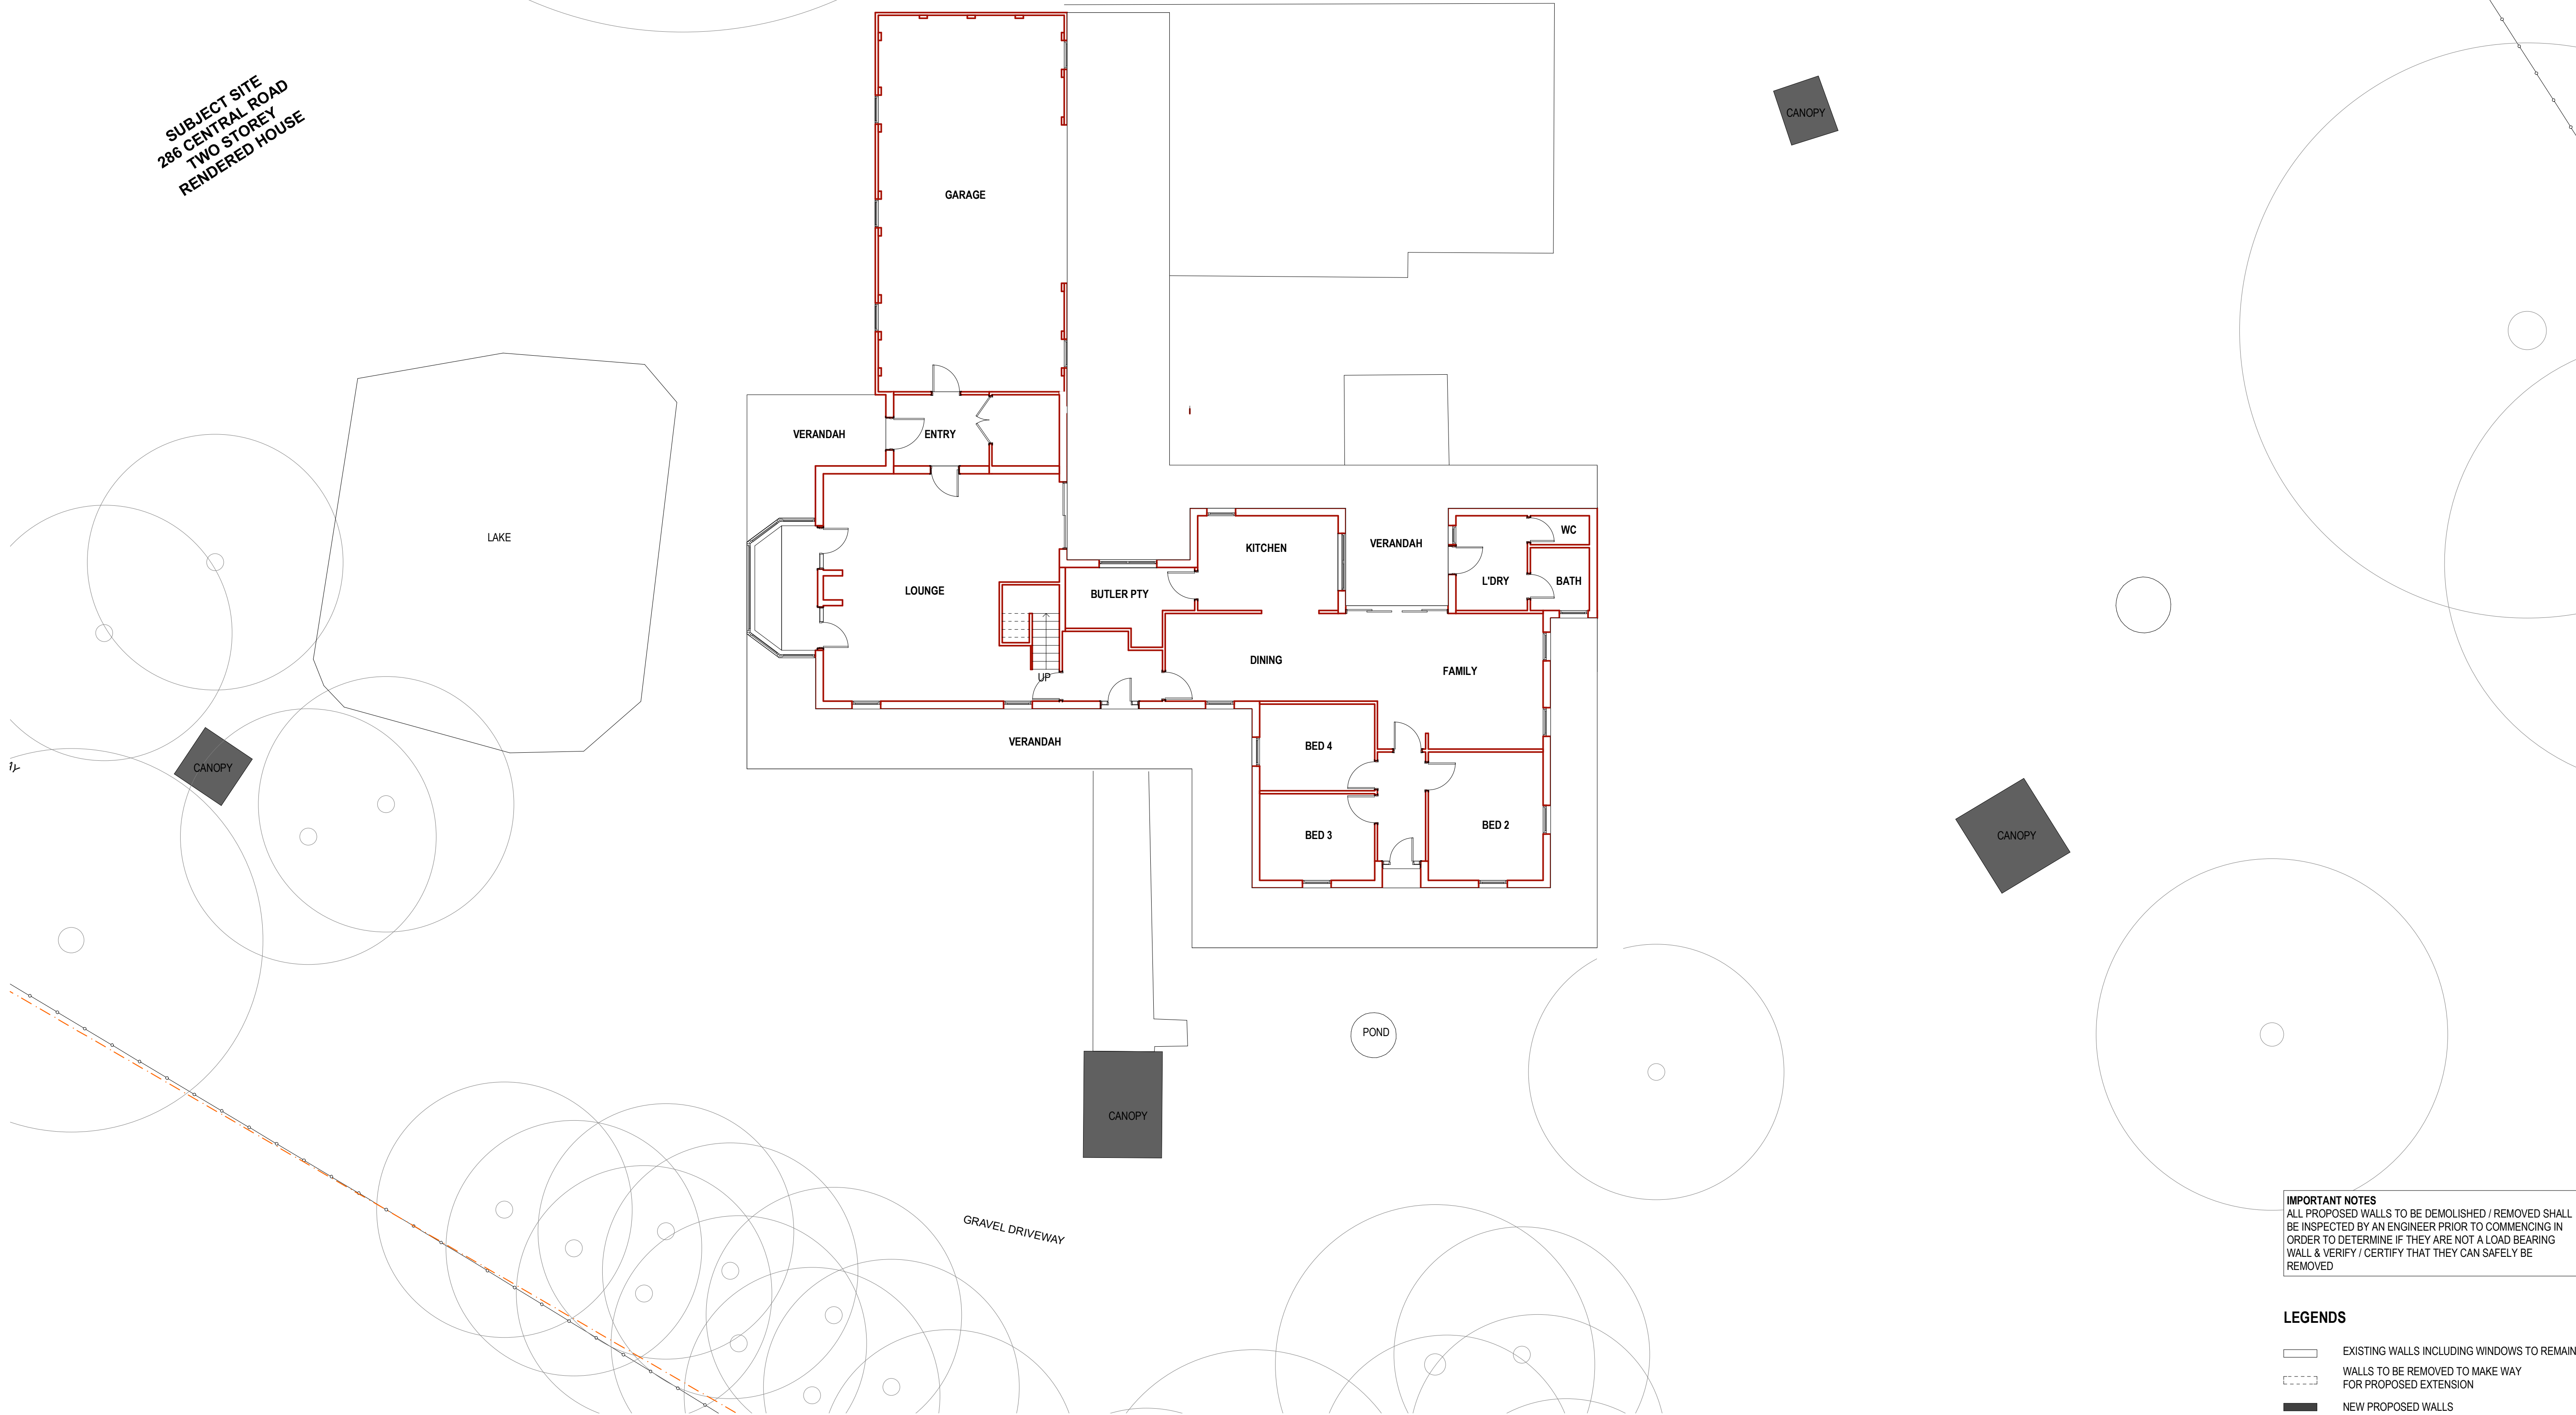 SUBJECT SITE
286 CENTRAL ROAD
TWO STOREY
RENDERED HOUSE
CANOPY
GARAGE
VERANDAH
ENTRY
LAKE
LOUNGE
BUTLER PTY
KITCHEN
VERANDAH
L'DRY
WC
BATH
UP
DINING
FAMILY
VERANDAH
BED 4
BED 3
BED 2
CANOPY
CANOPY
POND
CANOPY
GRAVEL DRIVEWAY
IMPORTANT NOTES
ALL PROPOSED WALLS TO BE DEMOLISHED / REMOVED SHALL
BE INSPECTED BY AN ENGINEER PRIOR TO COMMENCING IN
ORDER TO DETERMINE IF THEY ARE NOT A LOAD BEARING
WALL & VERIFY / CERTIFY THAT THEY CAN SAFELY BE
REMOVED
LEGENDS
EXISTING WALLS INCLUDING WINDOWS TO REMAIN
WALLS TO BE REMOVED TO MAKE WAY
FOR PROPOSED EXTENSION
NEW PROPOSED WALLS